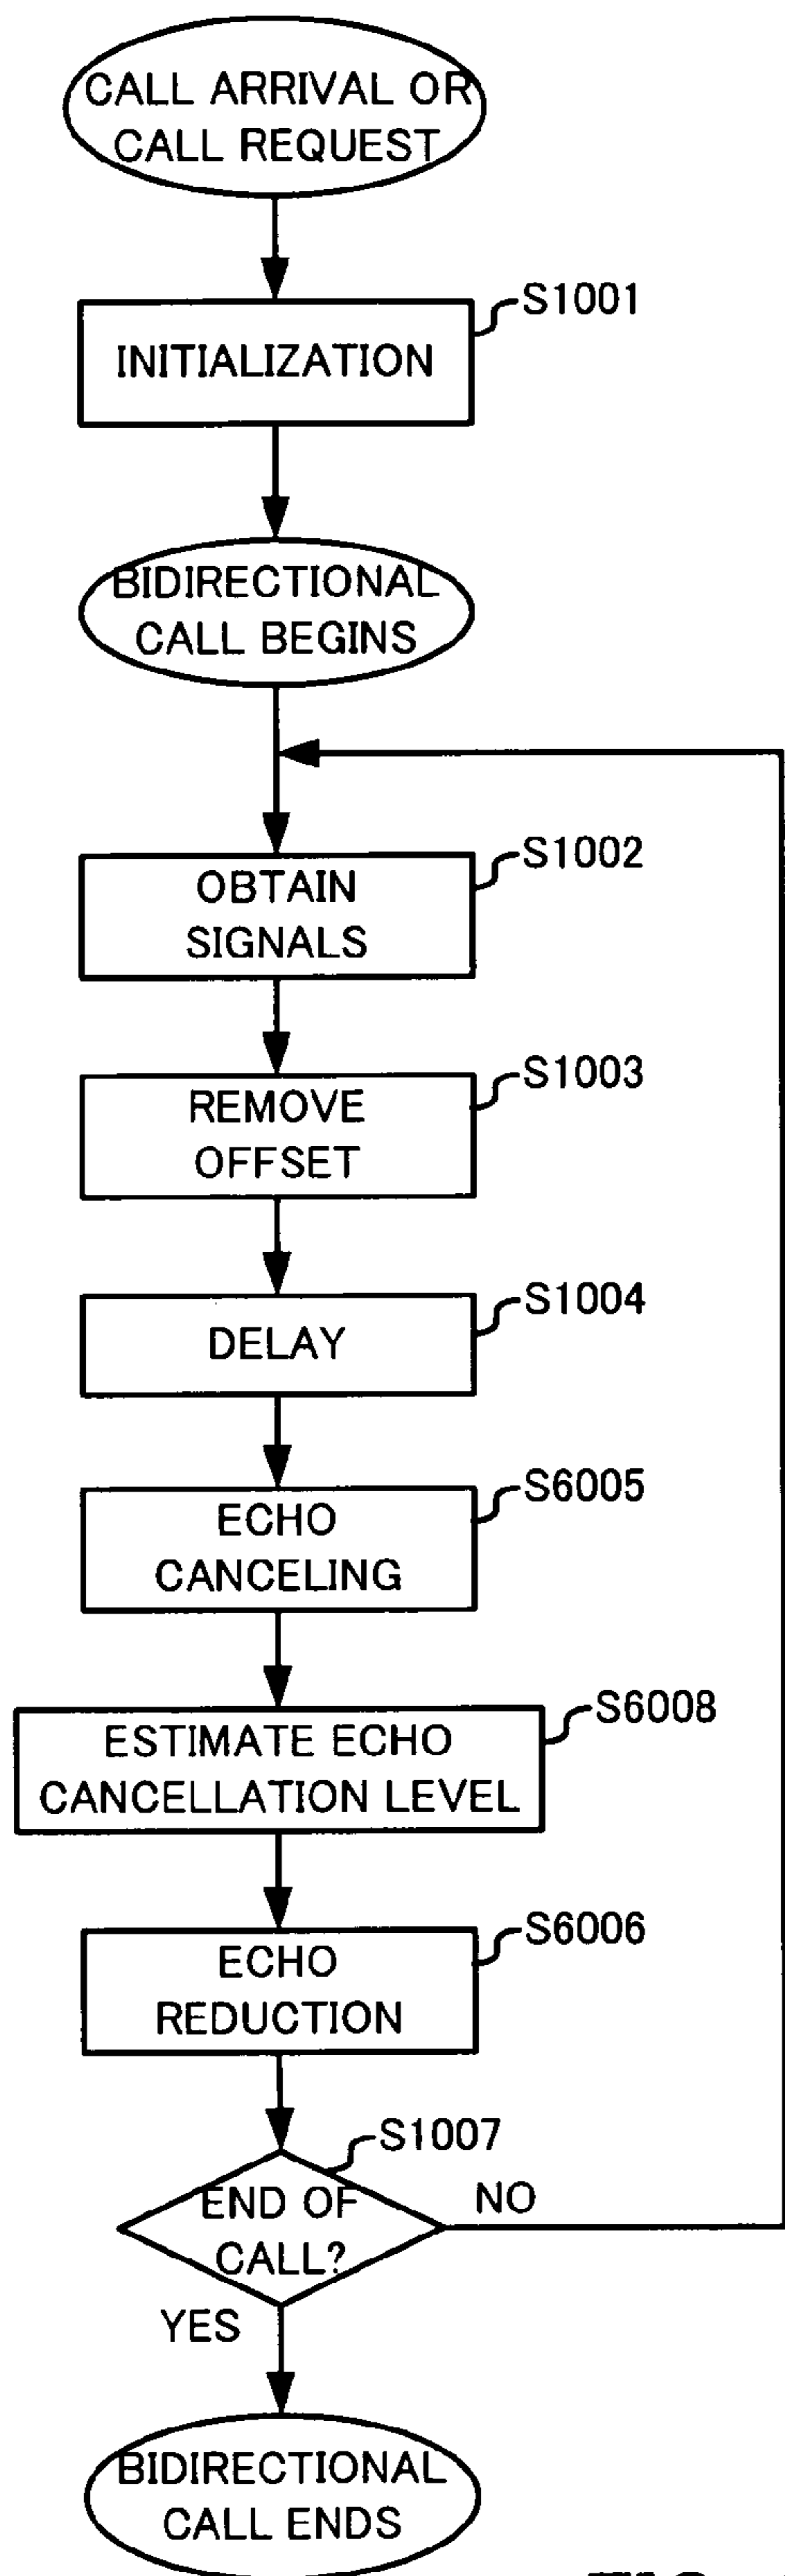 CALL ARRIVAL OR
CALL REQUEST
S1001
INITIALIZATION
BIDIRECTIONAL
CALL BEGINS
S1002
OBTAIN
SIGNALS
S1003
REMOVE
OFFSET
S1004
DELAY
S6005
ECHO
CANCELING
S6008
ESTIMATE ECHO
CANCELLATION LEVEL
S6006
ECHO
REDUCTION
S1007
END OF
CALL?
NO
YES
BIDIRECTIONAL
CALL ENDS